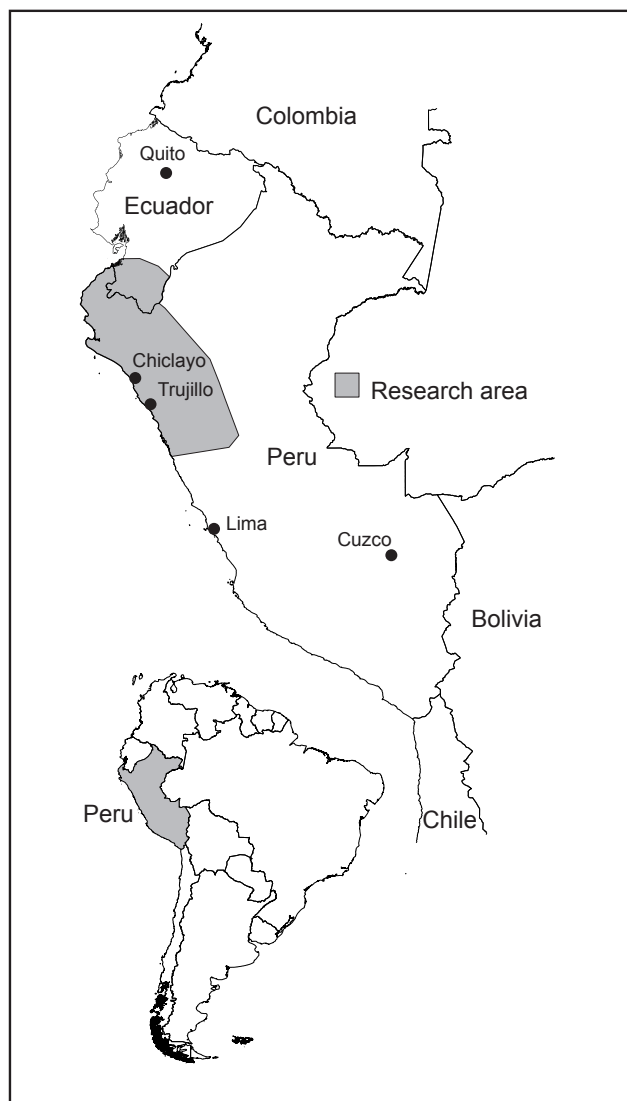 Colombia
Quito
Ecuador
Chiclayo
Trujillo
Research area
Peru
Lima
Cuzco
Bolivia
Peru
Chile